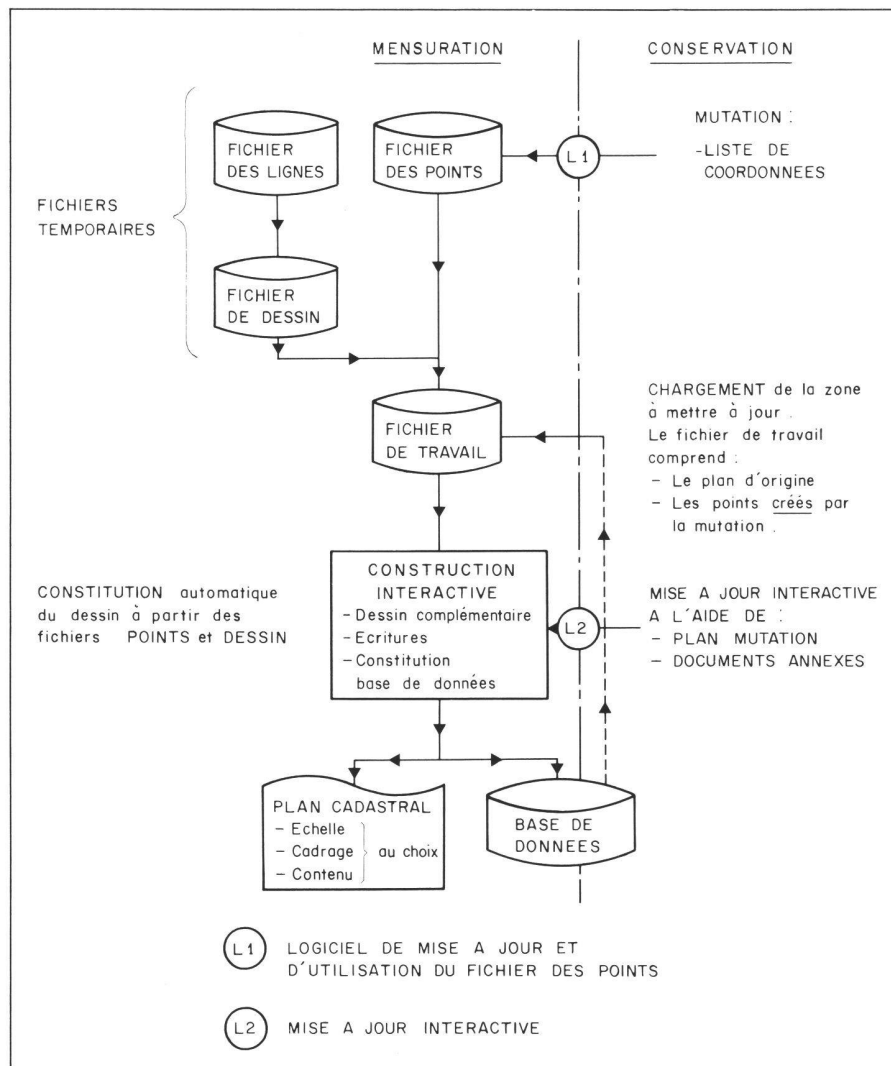 MENSURATION
CONSERVATION
MUTATION :
-LISTE DE
COORDONNEES
L1
FICHIER
DES LIGNES
FICHIER
DES POINTS
FICHIERS
TEMPORAIRES
FICHIER
DE DESSIN
FICHIER
DE TRAVAIL
CHARGEMENT de la zone
à mettre à jour .
Le fichier de travail
comprend :
- Le plan d'origine
- Les points créés par
la mutation .
CONSTITUTION automatique
du dessin à partir des
fichiers POINTS et DESSIN
CONSTRUCTION
INTERACTIVE
- Dessin complémentaire
- Ecritures
- Constitution
base de données
L2
MISE A JOUR INTERACTIVE
A L'AIDE DE :
- PLAN MUTATION
- DOCUMENTS ANNEXES
PLAN CADASTRAL
- Echelle
- Cadrage
- Contenu
au choix
BASE DE
DONNEES
L1 LOGICIEL DE MISE A JOUR ET
D'UTILISATION DU FICHIER DES POINTS
L2 MISE A JOUR INTERACTIVE